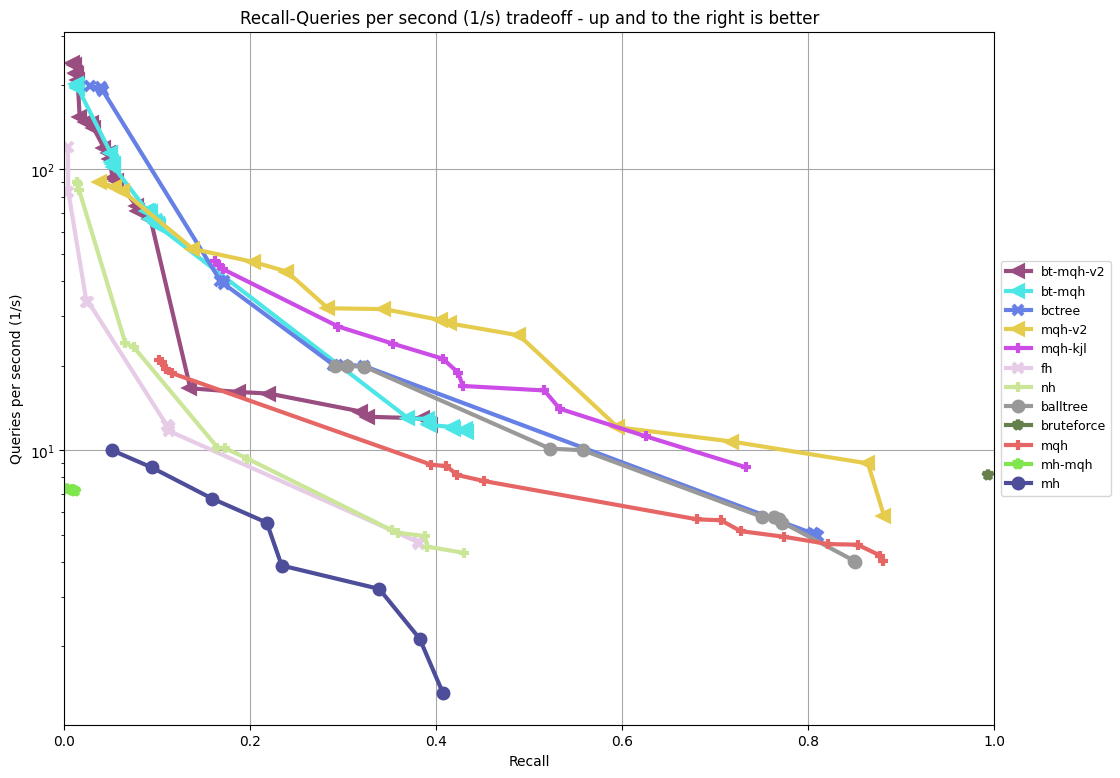 Recall-Queries per second (1/s) tradeoff - up and to the right is better
Queries per second (1/s)
10²
10¹
0.0 0.2 0.4 0.6 0.8 1.0
Recall
bt-mqh-v2
bt-mqh
bctree
mqh-v2
mqh-kjl
fh
nh
balltree
bruteforce
mqh
mh-mqh
mh